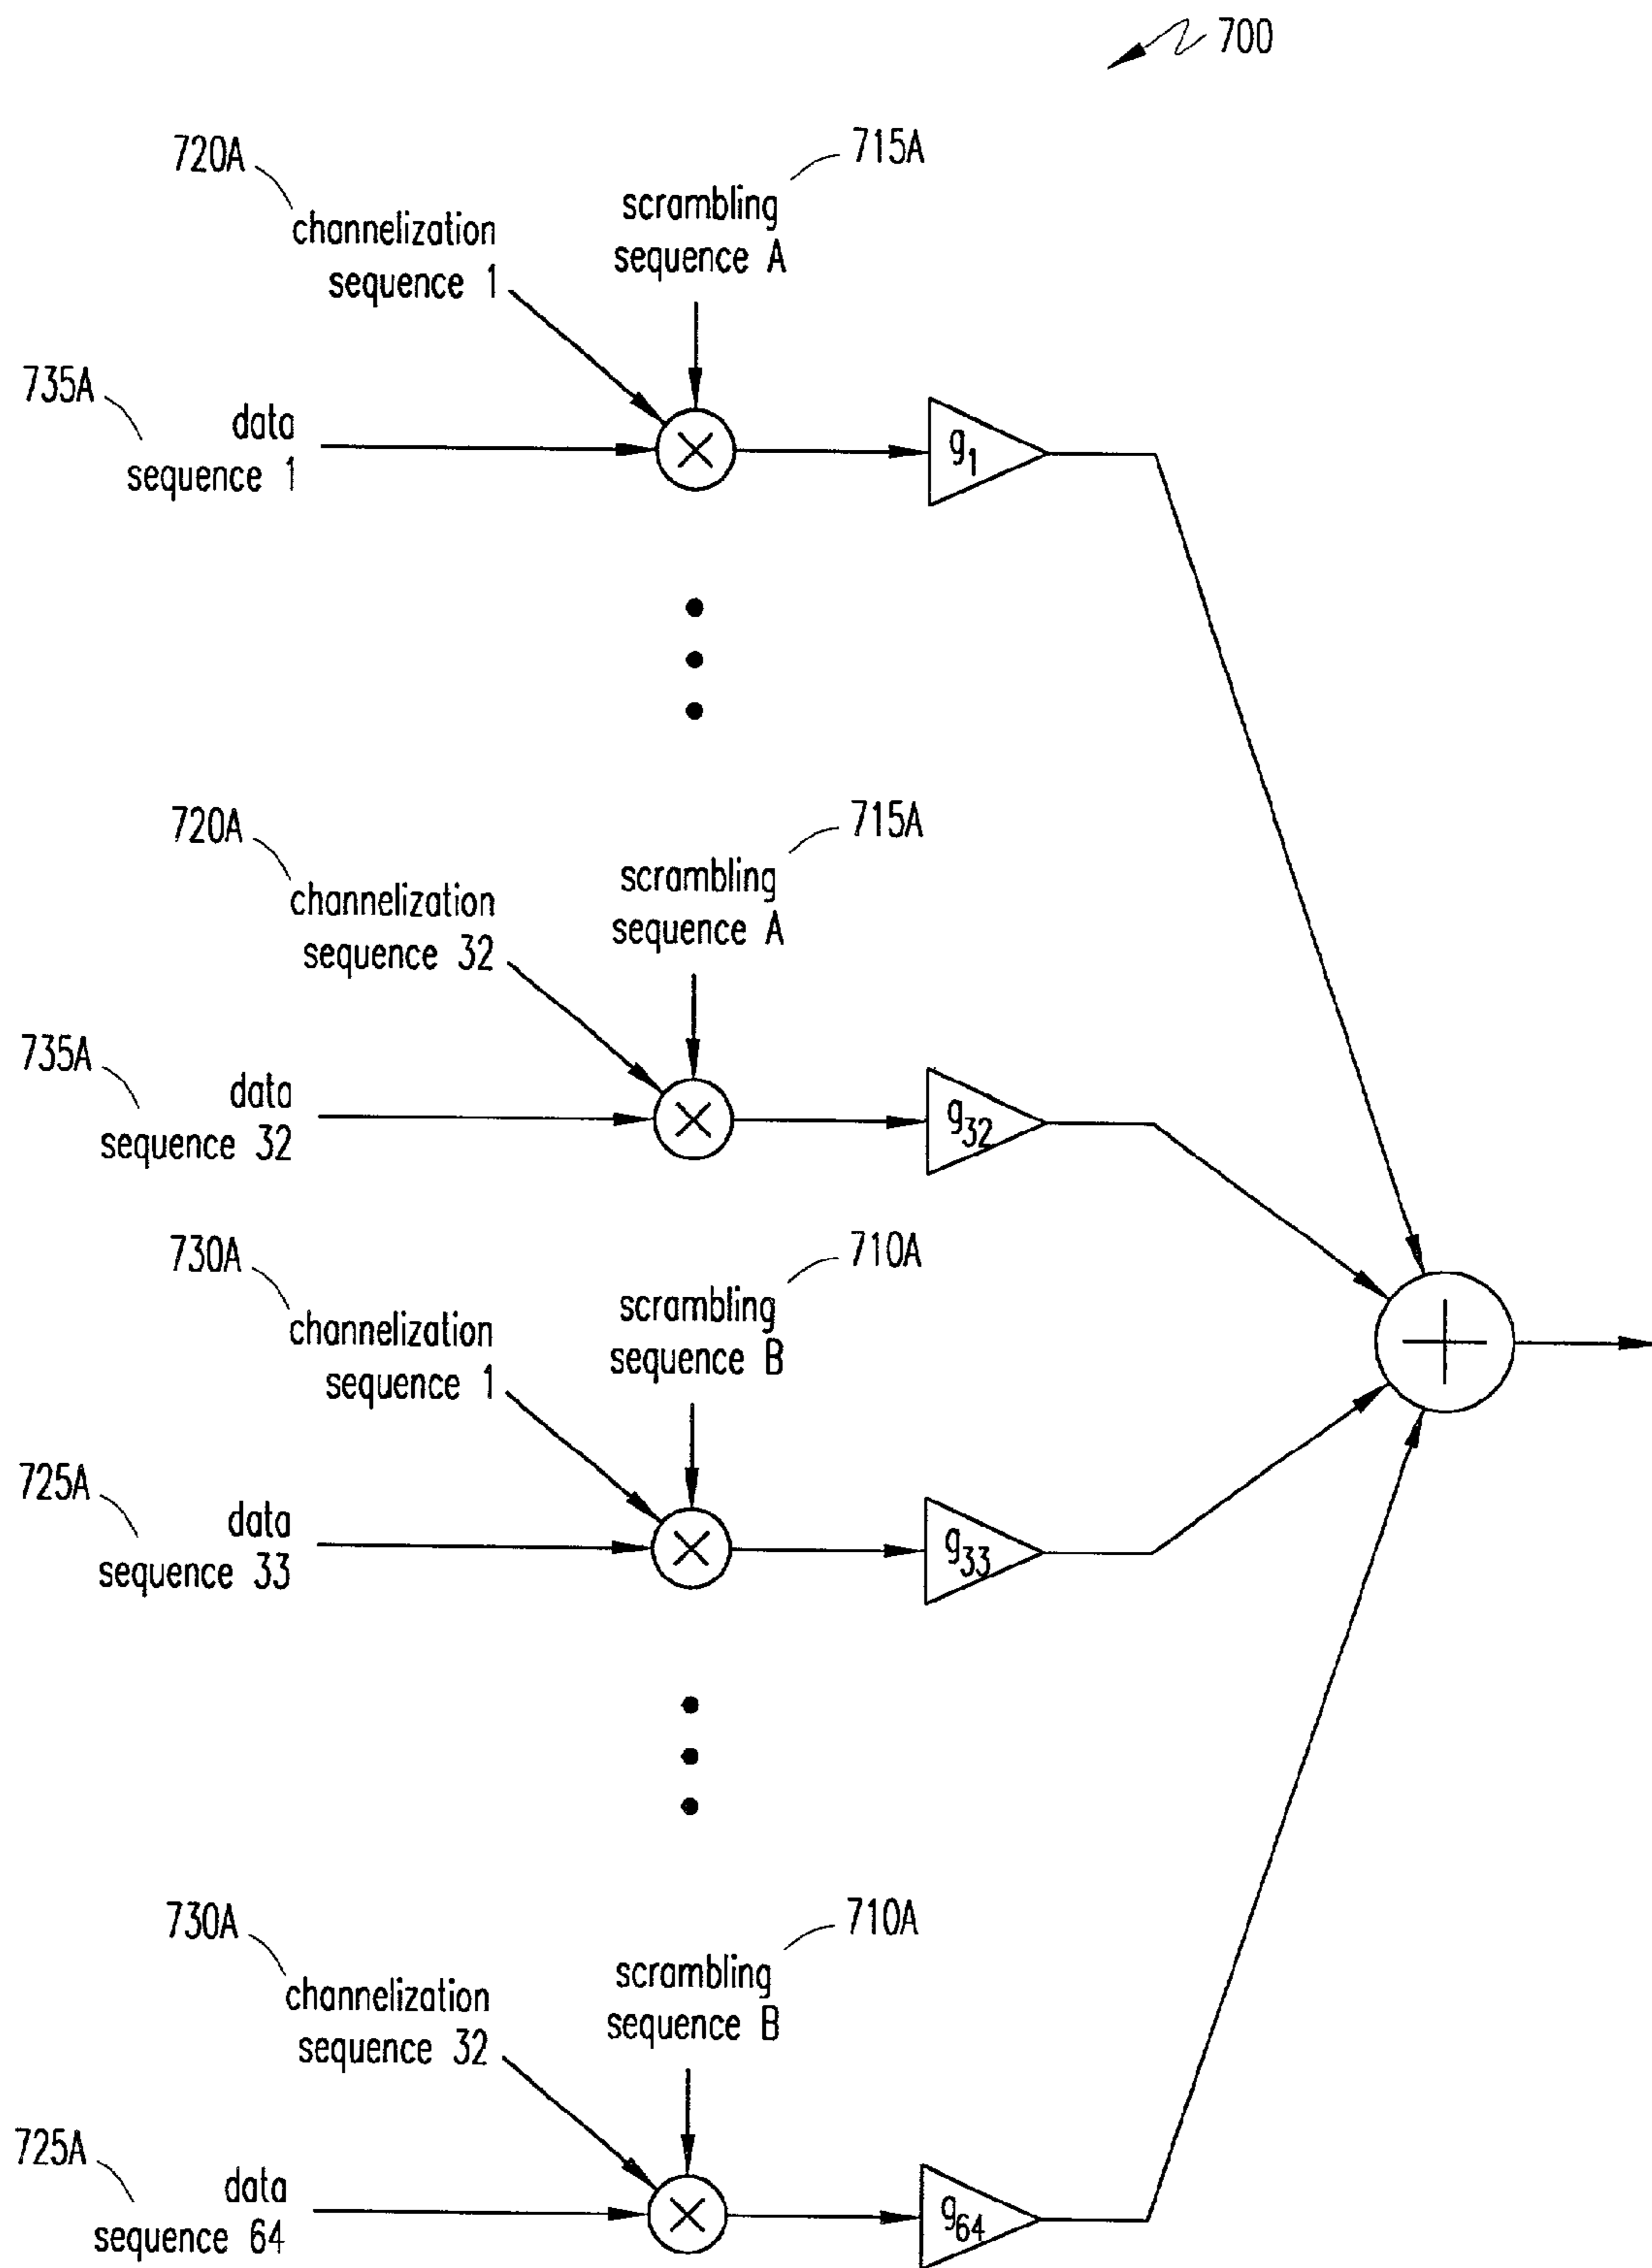 700
720A
715A
channelization
sequence 1
scrambling
sequence A
735A
data
sequence 1
g1
720A
715A
channelization
sequence 32
scrambling
sequence A
735A
data
sequence 32
g32
730A
710A
channelization
sequence 1
scrambling
sequence B
725A
data
sequence 33
g33
730A
710A
channelization
sequence 32
scrambling
sequence B
725A
data
sequence 64
g64